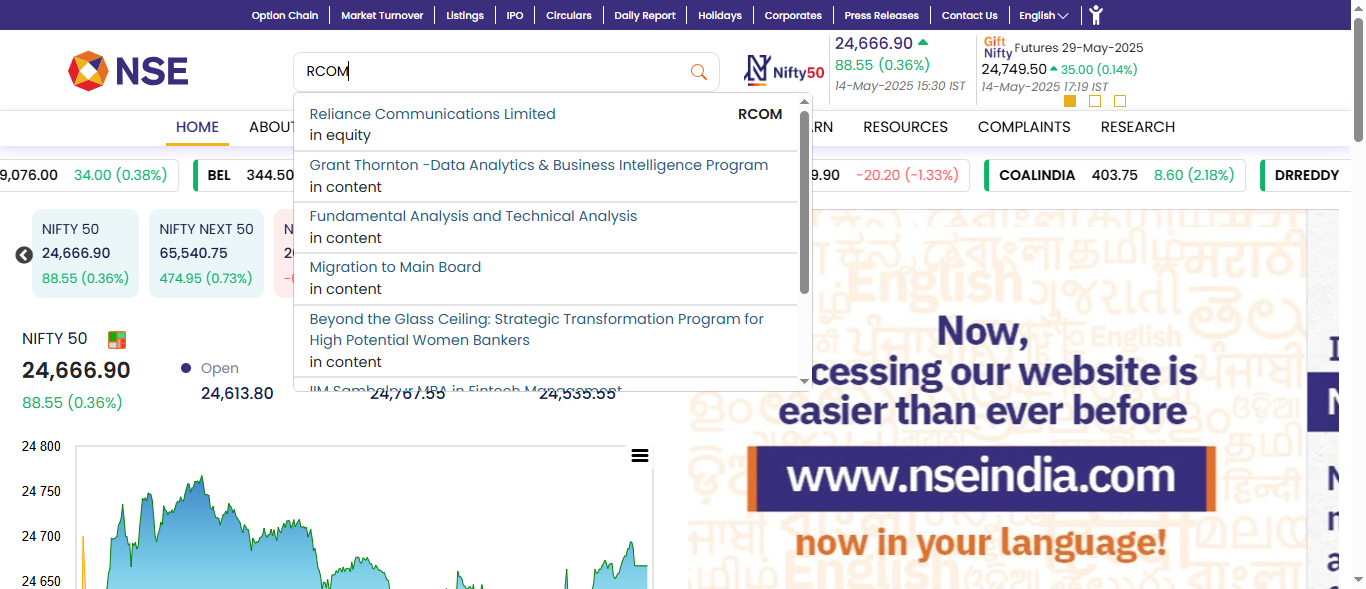 Option Chain
Market Turnover
Listings
IPO
Circulars
Daily Report
Holidays
Corporates
Press Releases
Contact Us
English
NSE
RCOM
Nifty50
24,666.90
88.55 (0.36%)
14-May-2025 15:30 IST
Gift Nifty Futures 29-May-2025
24,749.50 35.00 (0.14%)
14-May-2025 17:19 IST
HOME
RESOURCES
COMPLAINTS
RESEARCH
Reliance Communications Limited RCOM
in equity
Grant Thornton -Data Analytics & Business Intelligence Program
in content
Fundamental Analysis and Technical Analysis
in content
Migration to Main Board
in content
Beyond the Glass Ceiling: Strategic Transformation Program for
High Potential Women Bankers
in content
IIM Sambalpur MBA in Fintech Management
9,076.00 34.00 (0.38%)
BEL 344.50
9.90 -20.20 (-1.33%)
COALINDIA 403.75 8.60 (2.18%)
DRREDDY
NIFTY 50
24,666.90
88.55 (0.36%)
NIFTY NEXT 50
65,540.75
474.95 (0.73%)
NIFTY 50
24,666.90
88.55 (0.36%)
Open
24,613.80
24,767.55
24,535.55
24 800
24 750
24 700
24 650
Now,
cessing our website is
easier than ever before
www.nseindia.com
now in your language!